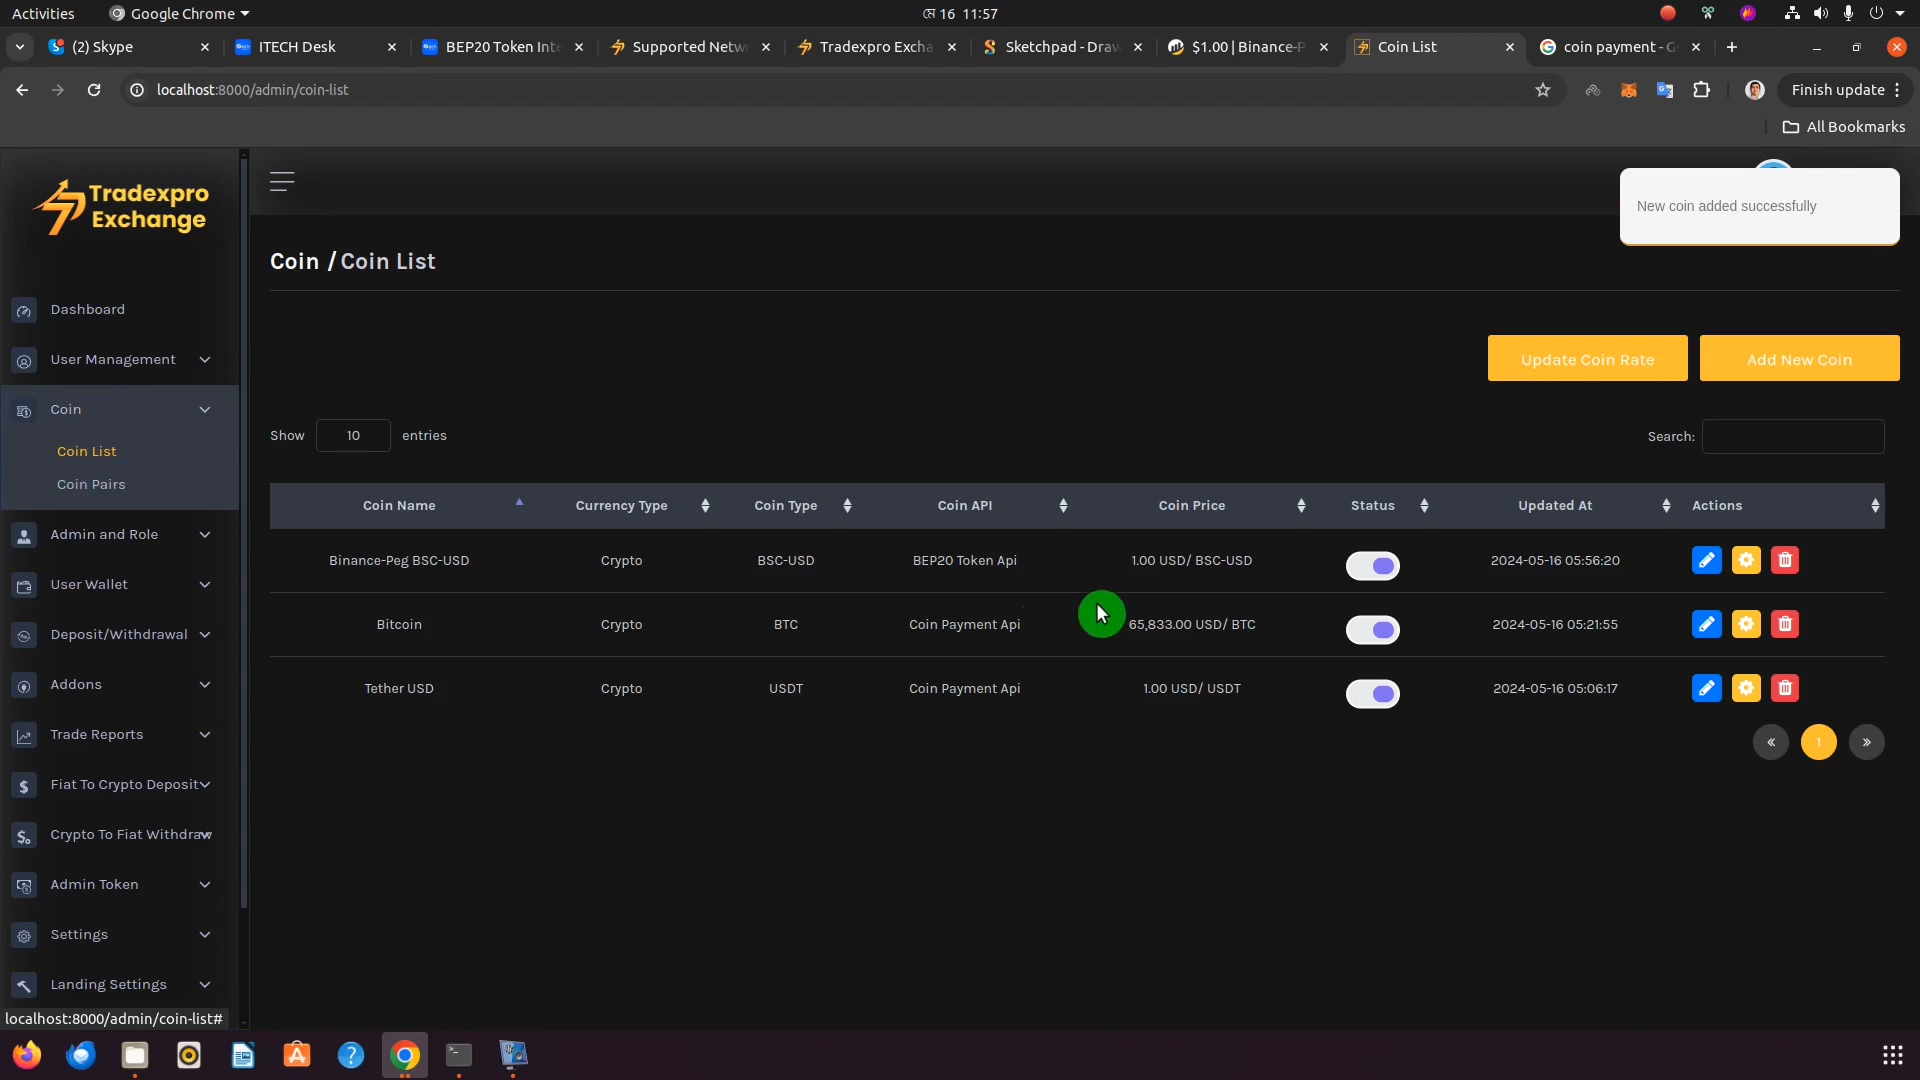 Activities Google Chrome মে 16 11:57
(2) Skype ITECH Desk BEP20 Token Inte Supported Netw Tradexpro Excha Sketchpad - Draw $1.00 | Binance-P Coin List coin payment - G
localhost:8000/admin/coin-list Finish update
All Bookmarks
Tradexpro
Exchange
New coin added successfully
Coin / Coin List
Dashboard
User Management
Coin
Coin List
Coin Pairs
Admin and Role
User Wallet
Deposit/Withdrawal
Addons
Trade Reports
Fiat To Crypto Deposit
Crypto To Fiat Withdraw
Admin Token
Settings
Landing Settings
localhost:8000/admin/coin-list#
Update Coin Rate Add New Coin
Show 10 entries Search:
Coin Name Currency Type Coin Type Coin API Coin Price Status Updated At Actions
Binance-Peg BSC-USD Crypto BSC-USD BEP20 Token Api 1.00 USD/ BSC-USD 2024-05-16 05:56:20
Bitcoin Crypto BTC Coin Payment Api 65,833.00 USD/ BTC 2024-05-16 05:21:55
Tether USD Crypto USDT Coin Payment Api 1.00 USD/ USDT 2024-05-16 05:06:17
« 1 »